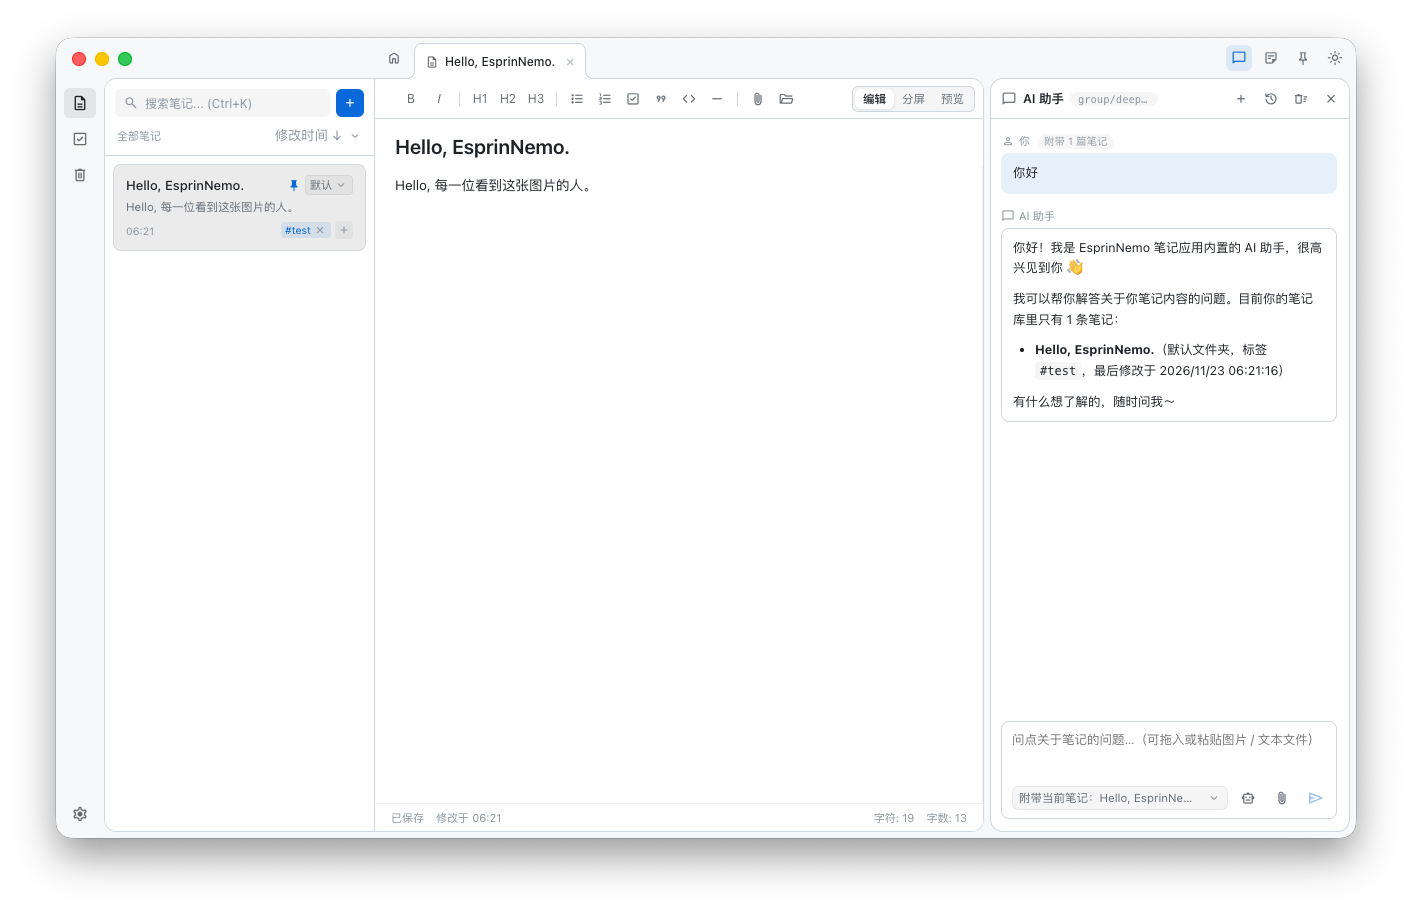 Hello, EsprinNemo.
搜索笔记... (Ctrl+K)
全部笔记
修改时间
Hello, EsprinNemo.
默认
Hello, 每一位看到这张图片的人。
06:21
#test
B I H1 H2 H3
编辑 分屏 预览
Hello, EsprinNemo.
Hello, 每一位看到这张图片的人。
已保存 修改于 06:21
字符: 19 字数: 13
AI 助手 group/deep…
你 附带 1 篇笔记
你好
AI 助手
你好！我是 EsprinNemo 笔记应用内置的 AI 助手，很高
兴见到你 👋
我可以帮你解答关于你笔记内容的问题。目前你的笔记
库里只有 1 条笔记：
• Hello, EsprinNemo.（默认文件夹，标签
#test，最后修改于 2026/11/23 06:21:16）
有什么想了解的，随时问我～
问点关于笔记的问题...（可拖入或粘贴图片 / 文本文件）
附带当前笔记：Hello, EsprinNe...